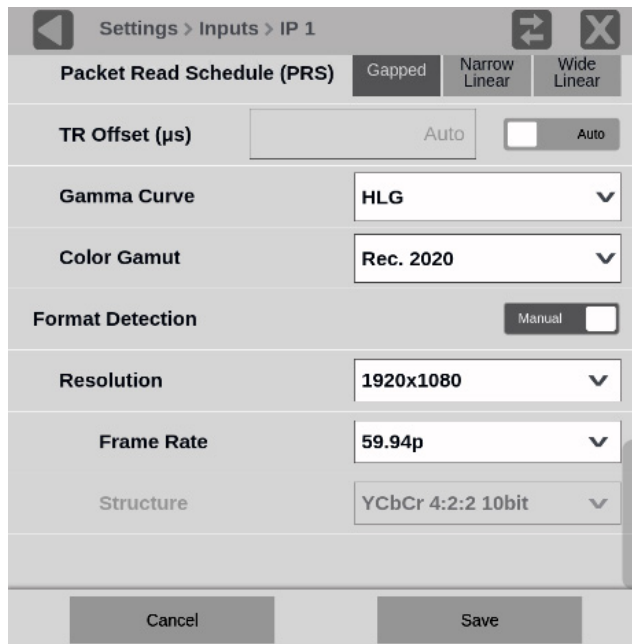 Settings > Inputs > IP 1
Packet Read Schedule (PRS) Gapped Narrow Linear Wide Linear
TR Offset (µs) Auto Auto
Gamma Curve HLG
Color Gamut Rec. 2020
Format Detection Manual
Resolution 1920x1080
Frame Rate 59.94p
Structure YCbCr 4:2:2 10bit
Cancel Save